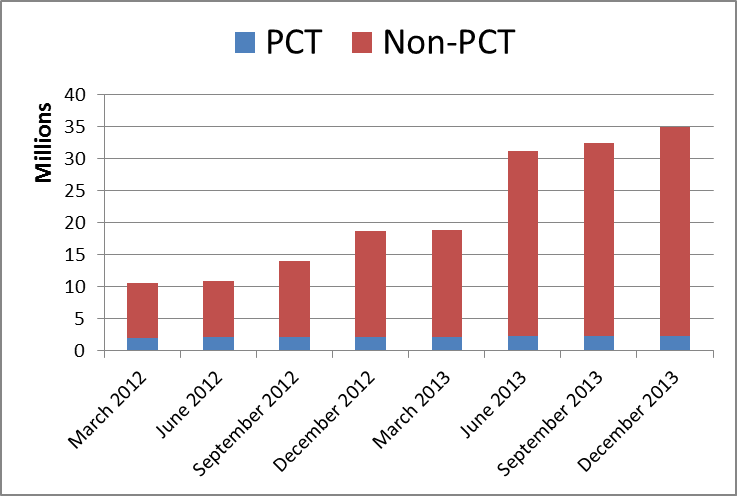 PCT Non-PCT
Millions
40
35
30
25
20
15
10
5
0
March 2012
June 2012
September 2012
December 2012
March 2013
June 2013
September 2013
December 2013